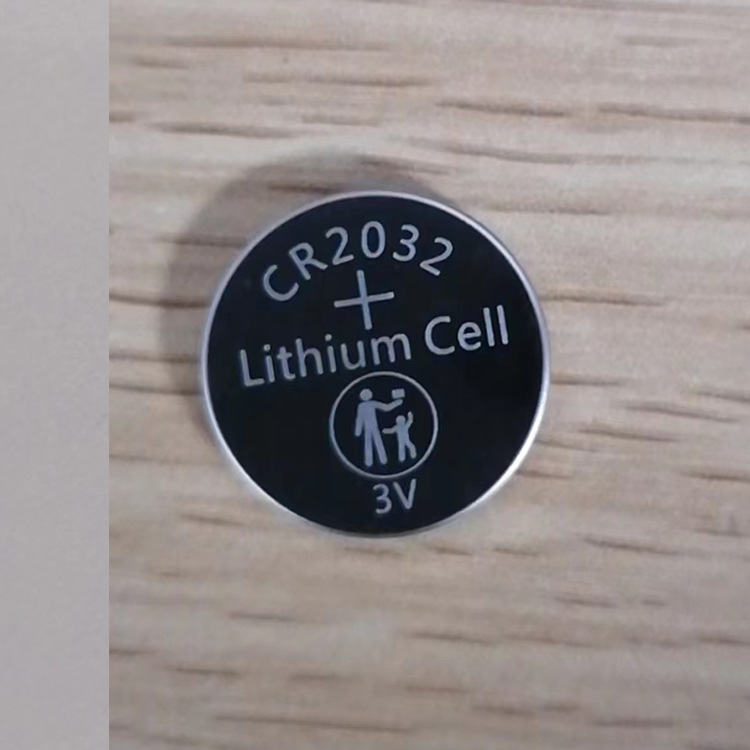 CR2032
+
Lithium Cell
3V